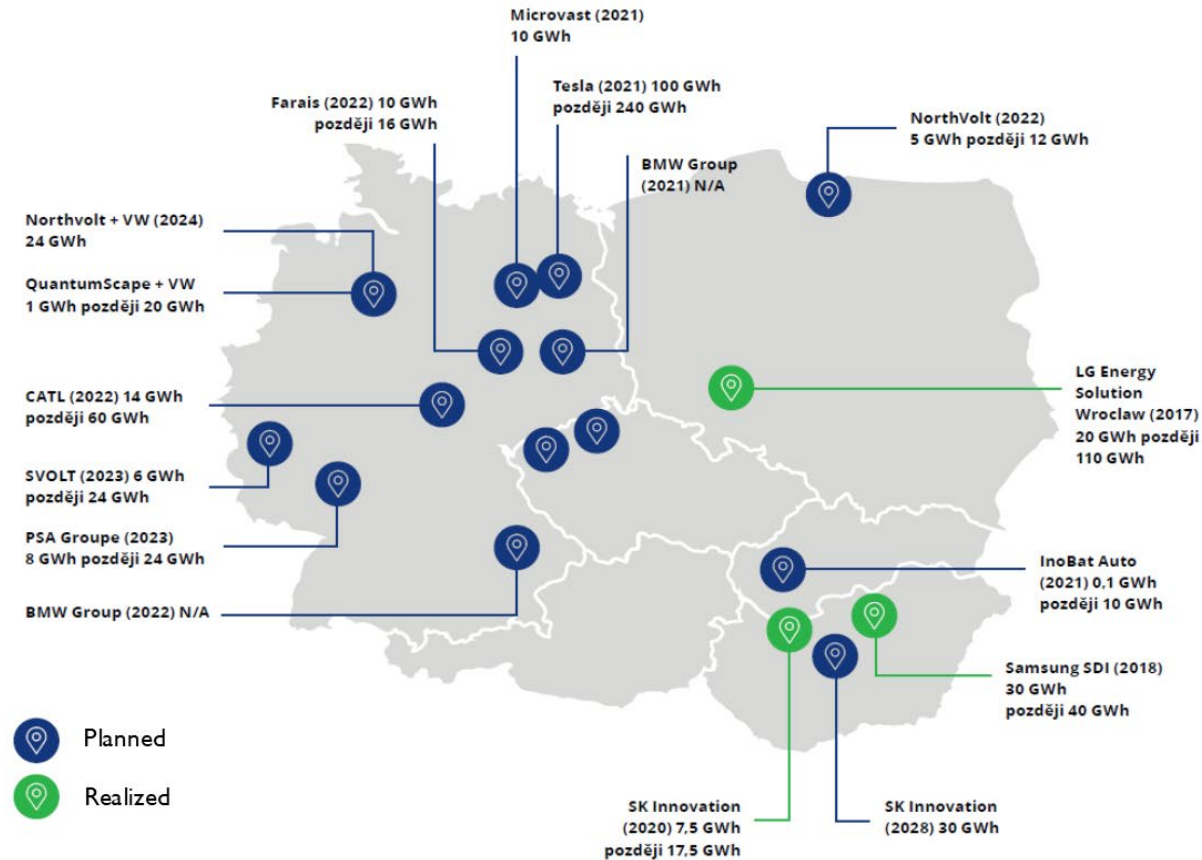 Microvast (2021)
10 GWh
Tesla (2021) 100 GWh
později 240 GWh
Farais (2022) 10 GWh
později 16 GWh
NorthVolt (2022)
5 GWh později 12 GWh
BMW Group
(2021) N/A
Northvolt + VW (2024)
24 GWh
QuantumScape + VW
1 GWh později 20 GWh
LG Energy
Solution
Wroclaw (2017)
20 GWh později
110 GWh
CATL (2022) 14 GWh
později 60 GWh
SVOLT (2023) 6 GWh
později 24 GWh
PSA Groupe (2023)
8 GWh později 24 GWh
InoBat Auto
(2021) 0,1 GWh
později 10 GWh
BMW Group (2022) N/A
Samsung SDI (2018)
30 GWh
později 40 GWh
Planned
Realized
SK Innovation
(2020) 7,5 GWh
později 17,5 GWh
SK Innovation
(2028) 30 GWh